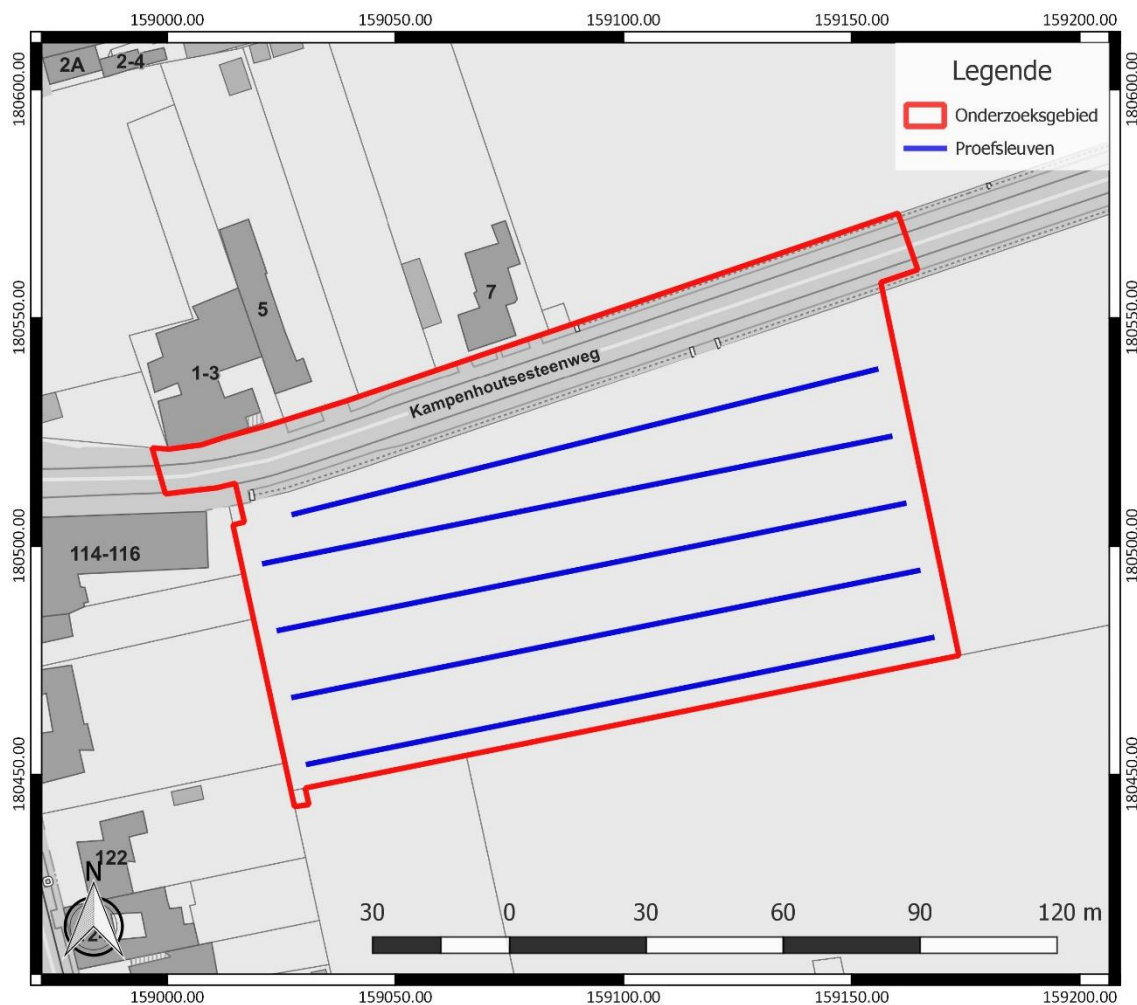 159000.00 159050.00 159100.00 159150.00 159200.00
180600.00 180600.00
180550.00 180550.00
180500.00 180500.00
180450.00 180450.00
Legende
Onderzoeksgebied
Proefsleuven
2A
2-4
5
7
1-3
Kampenhoutsesteenweg
114-116
122
N
30 0 30 60 90 120 m
159000.00 159050.00 159100.00 159150.00 159200.00